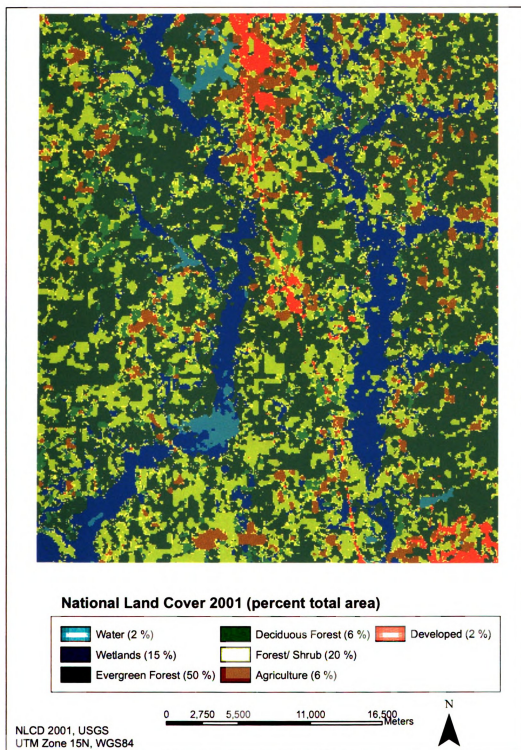 National Land Cover 2001 (percent total area)
Water (2 %)
Deciduous Forest (6 %)
Developed (2 %)
Wetlands (15 %)
Forest/ Shrub (20 %)
Evergreen Forest (50 %)
Agriculture (6 %)
N
0 2,750 5,500 11,000 16,500
Meters
NLCD 2001, USGS
UTM Zone 15N, WGS84